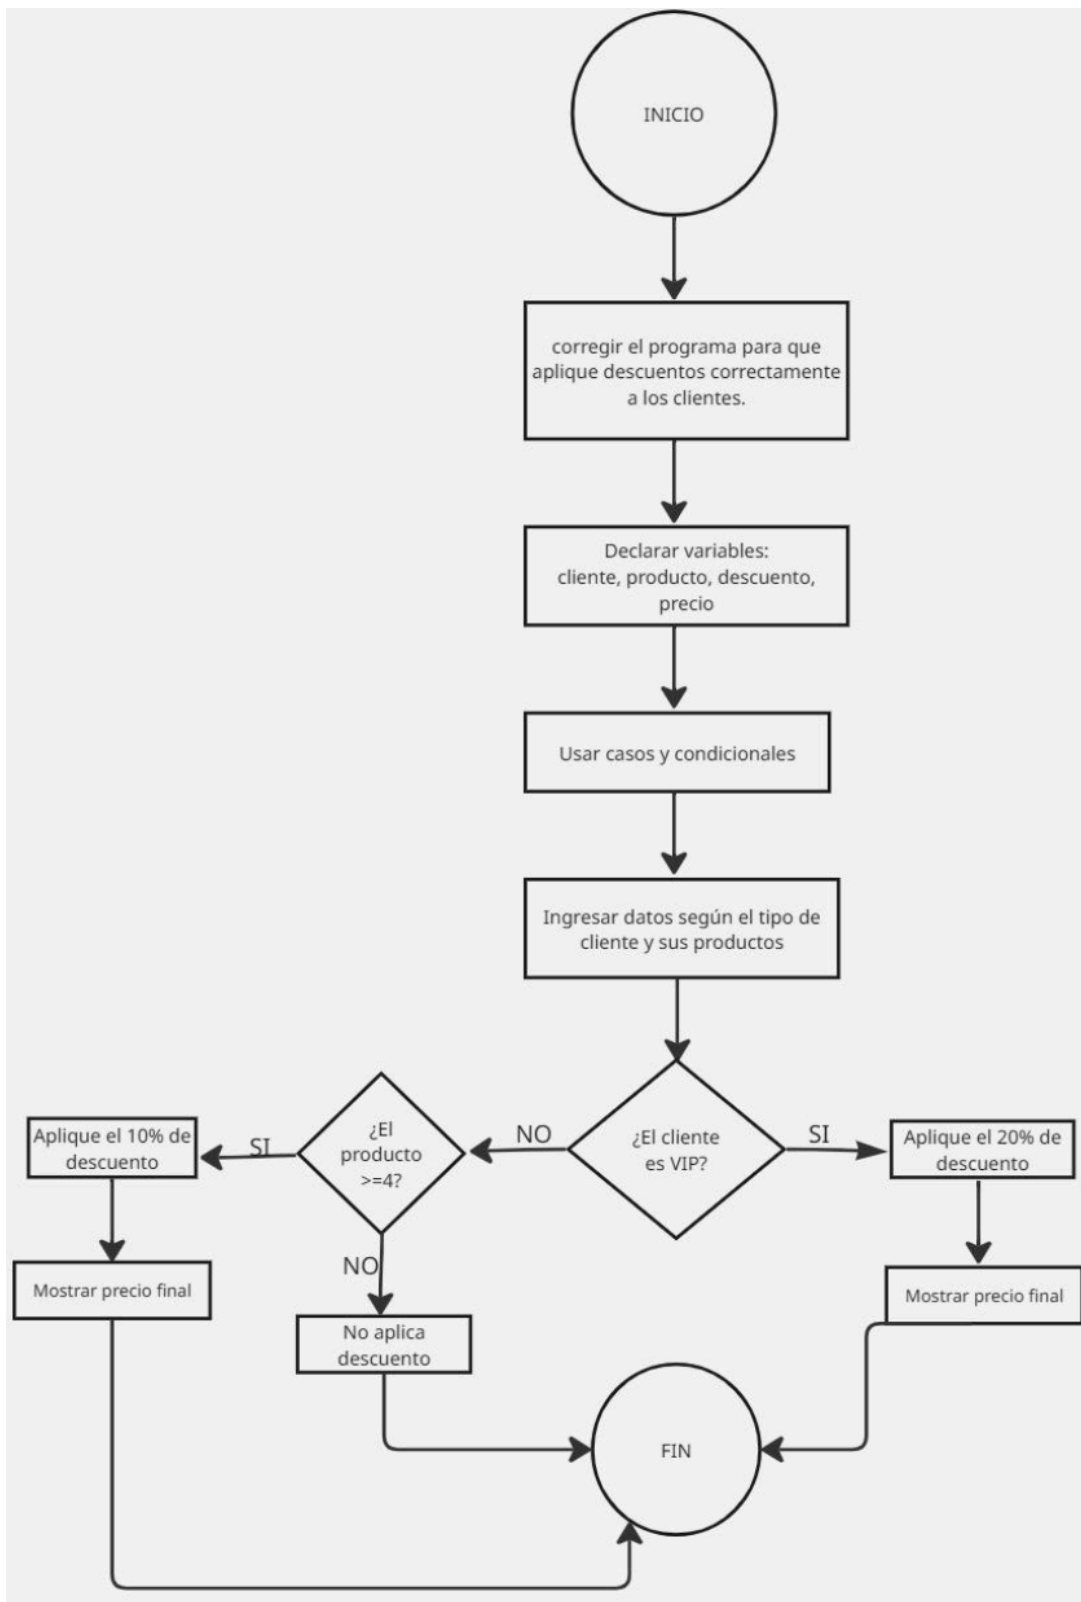 INICIO
corregir el programa para que
aplique descuentos correctamente
a los clientes.
Declarar variables:
cliente, producto, descuento,
precio
Usar casos y condicionales
Ingresar datos según el tipo de
cliente y sus productos
¿El cliente
es VIP?
SI
Aplique el 20% de
descuento
Mostrar precio final
NO
¿El
producto
>=4?
SI
Aplique el 10% de
descuento
Mostrar precio final
NO
No aplica
descuento
FIN